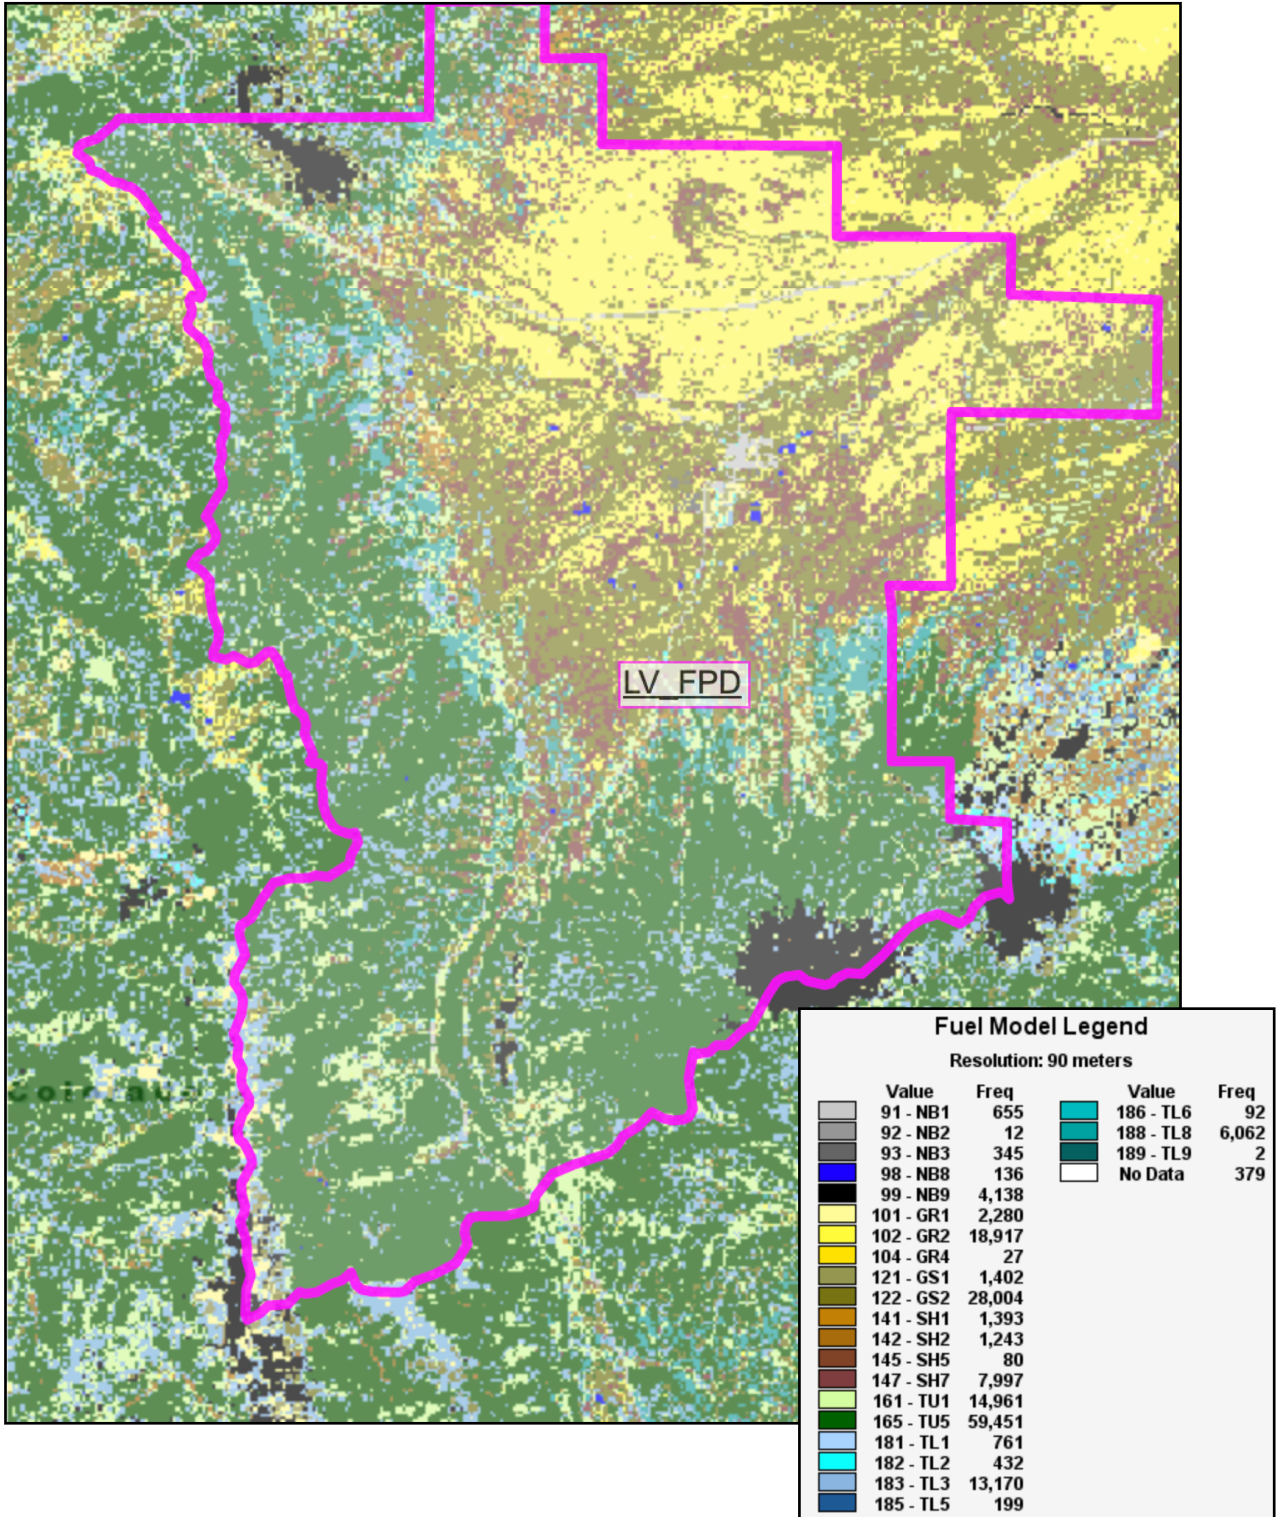 LV_FPD
Coincau
Fuel Model Legend
Resolution: 90 meters
Value Freq Value Freq
91 - NB1 655 186 - TL6 92
92 - NB2 12 188 - TL8 6,062
93 - NB3 345 189 - TL9 2
98 - NB8 136 No Data 379
99 - NB9 4,138
101 - GR1 2,280
102 - GR2 18,917
104 - GR4 27
121 - GS1 1,402
122 - GS2 28,004
141 - SH1 1,393
142 - SH2 1,243
145 - SH5 80
147 - SH7 7,997
161 - TU1 14,961
165 - TU5 59,451
181 - TL1 761
182 - TL2 432
183 - TL3 13,170
185 - TL5 199